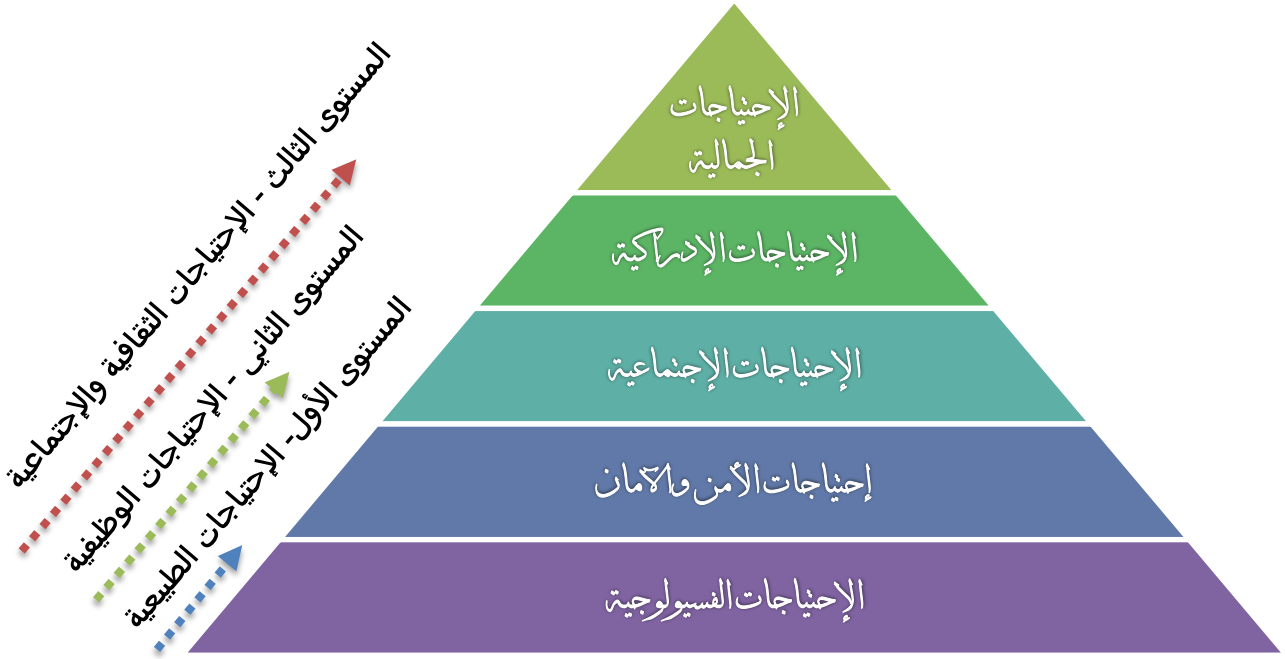 الإحتياجات
الجمالية
الإحتياجات الإدراكية
الإحتياجات الإجتماعية
إحتياجات الأمن والآمان
الإحتياجات الفسيولوجية
المستوى الثالث - الإحتياجات الثقافية والإجتماعية
المستوى الثاني - الإحتياجات الوظيفية
المستوى الأول- الإحتياجات الطبيعية